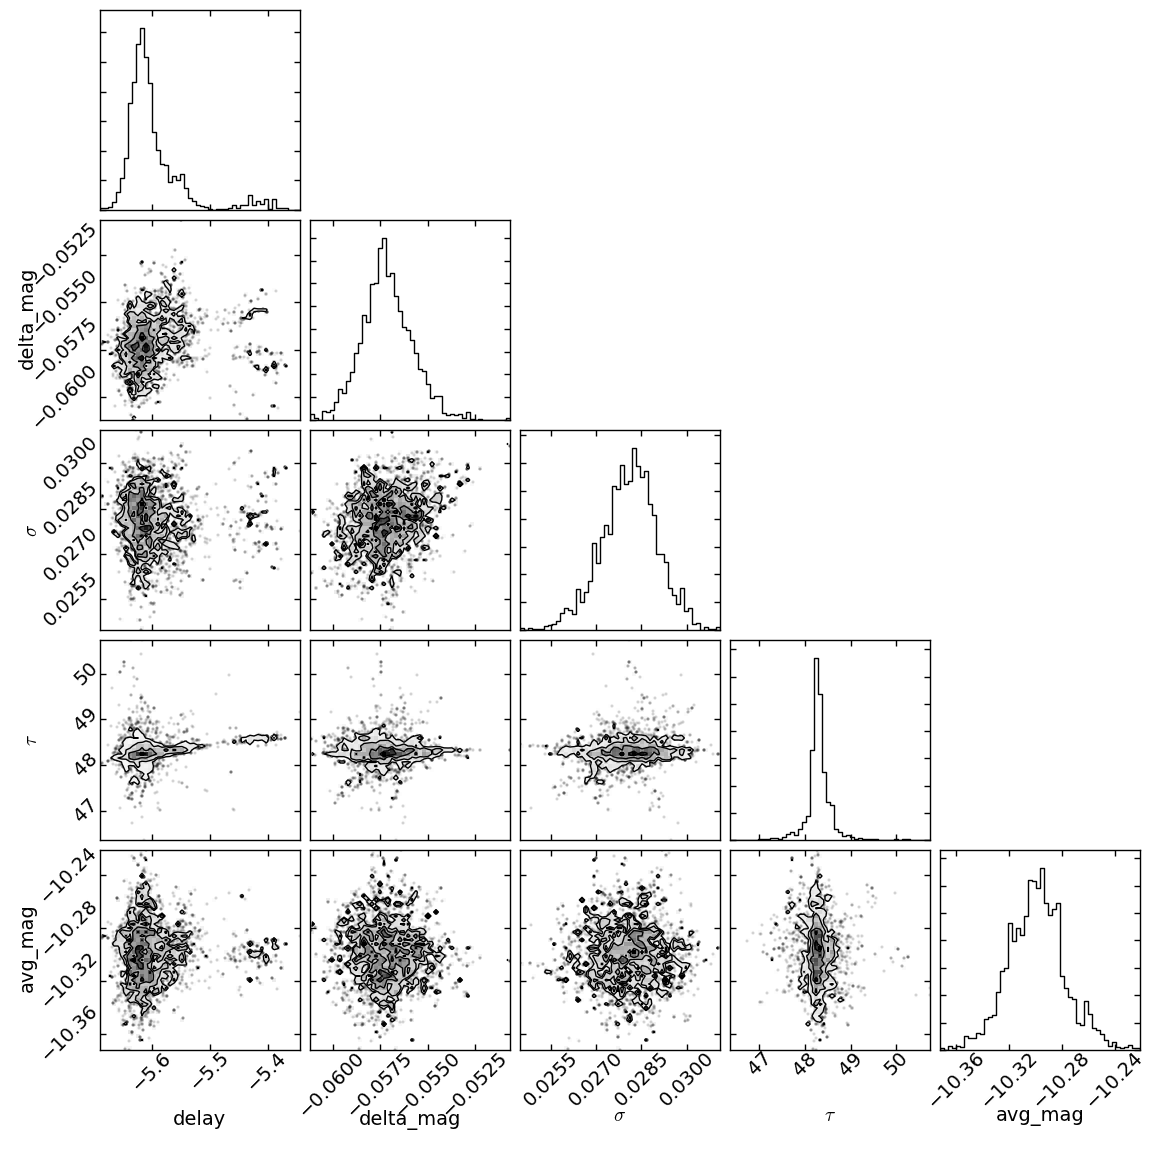 −0.0525
−0.0550
−0.0575
−0.0600
delta_mag
0.0300
0.0285
0.0270
0.0255
σ
50
49
48
47
τ
−10.24
−10.28
−10.32
−10.36
avg_mag
−5.6 −5.5 −5.4
delay
−0.0600 −0.0575 −0.0550 −0.0525
delta_mag
0.0255 0.0270 0.0285 0.0300
σ
47 48 49 50
τ
−10.36 −10.32 −10.28 −10.24
avg_mag